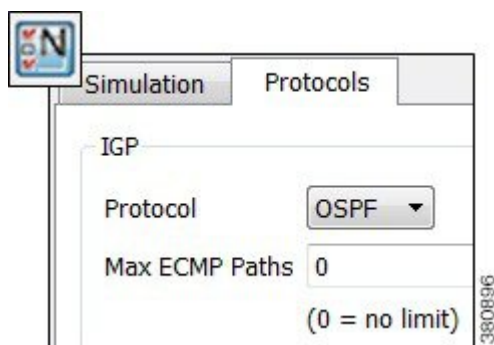 N
Simulation Protocols
IGP
Protocol OSPF
Max ECMP Paths 0
(0 = no limit)
380896